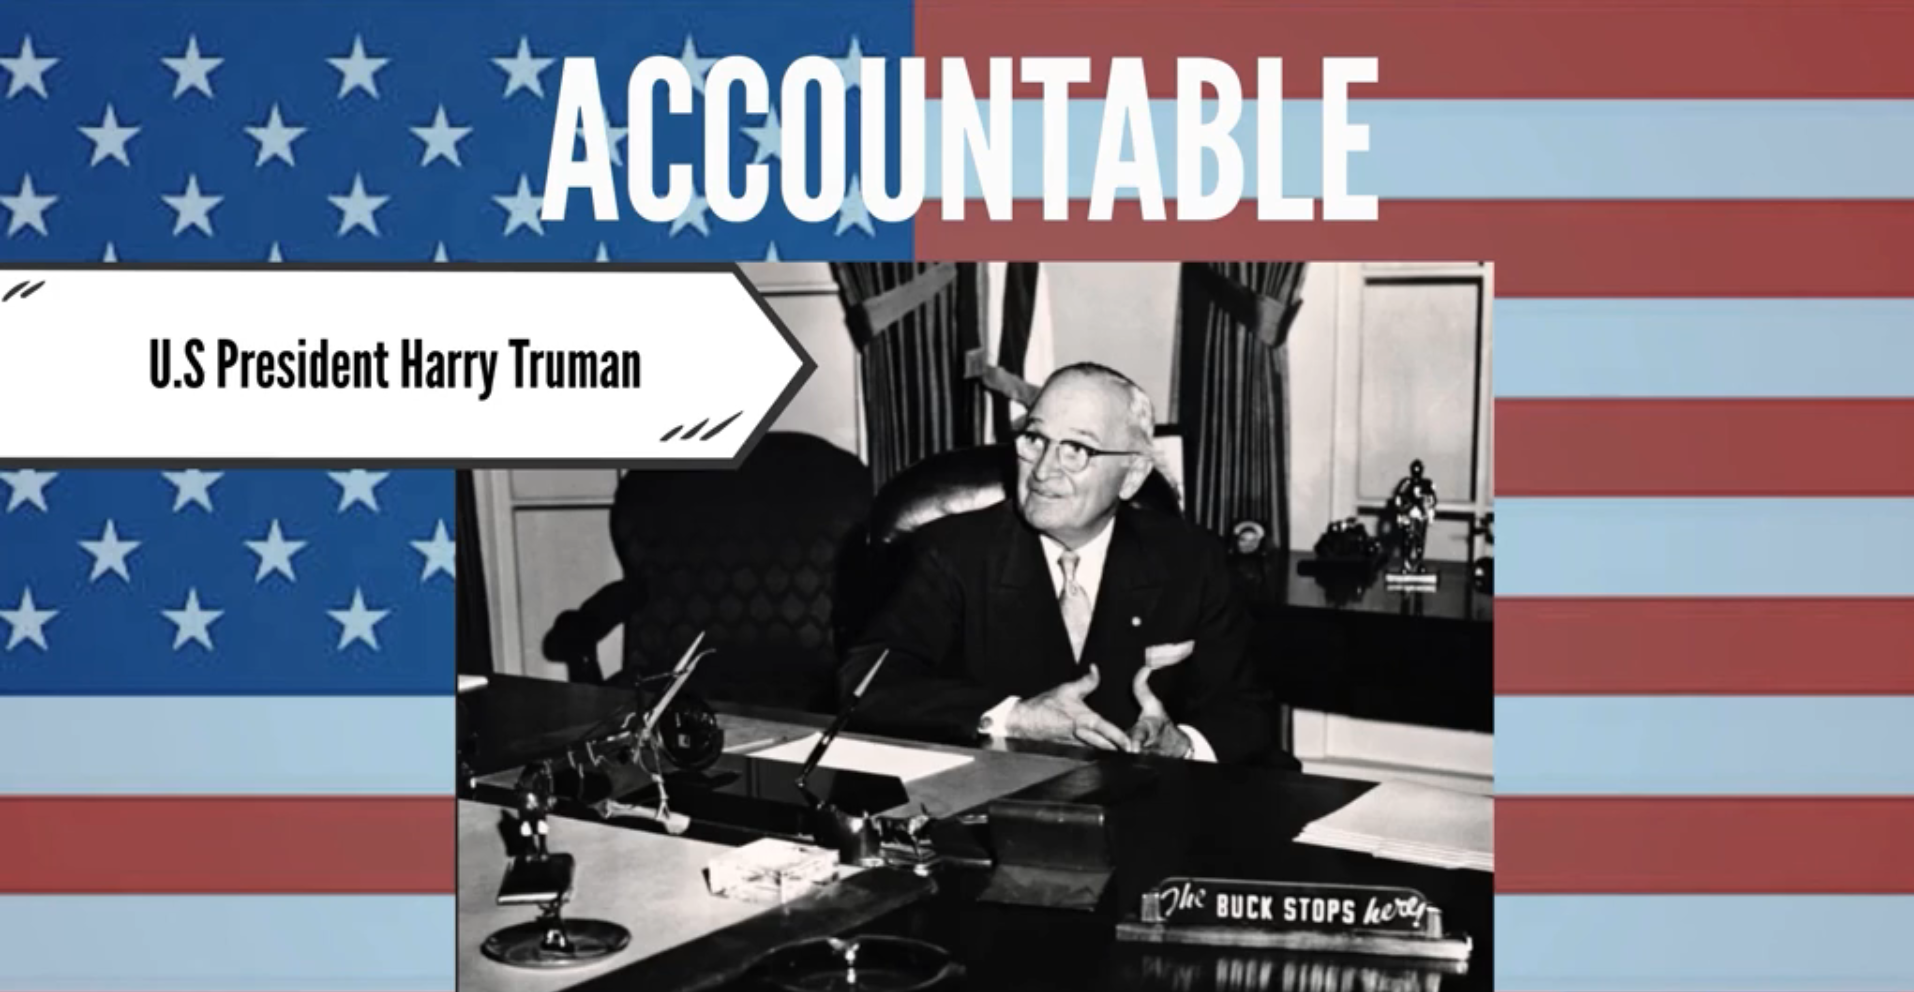 ACCOUNTABLE
U.S President Harry Truman
The BUCK STOPS here!